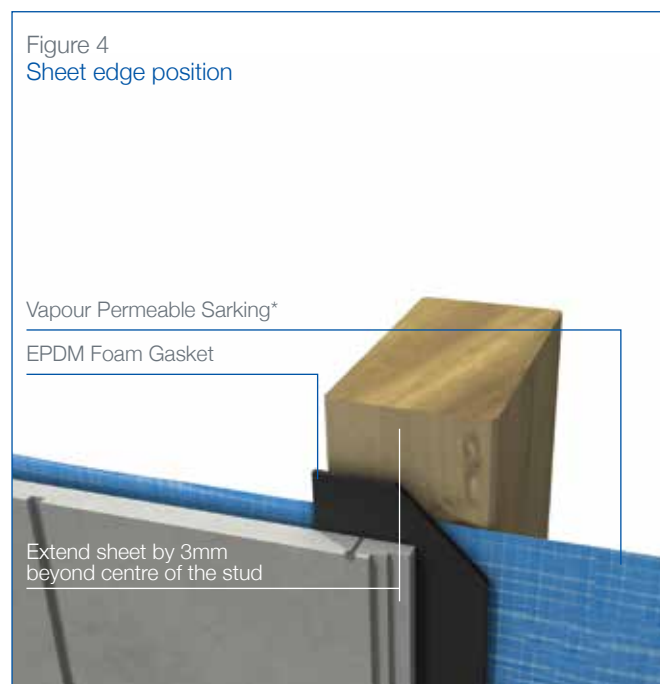 Figure 4
Sheet edge position
Vapour Permeable Sarking*
EPDM Foam Gasket
Extend sheet by 3mm
beyond centre of the stud